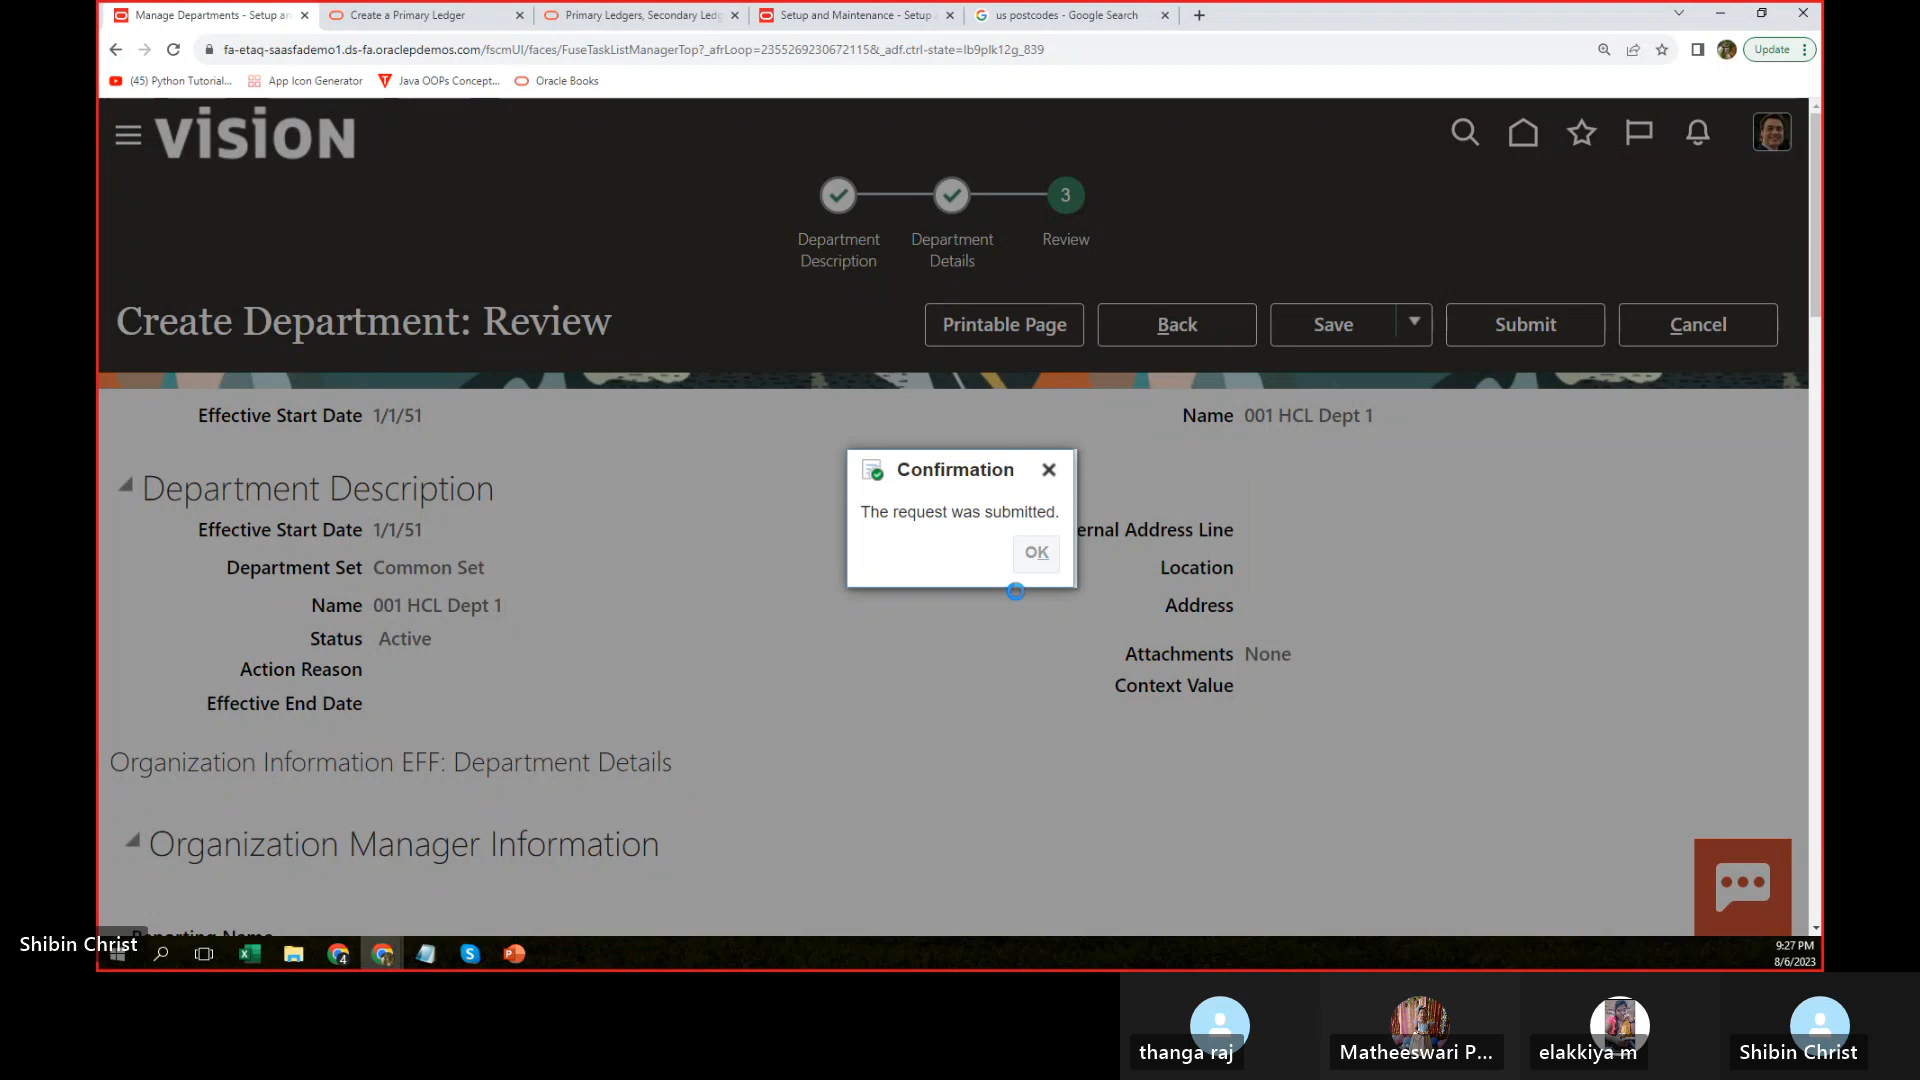 Manage Departments - Setup an
Create a Primary Ledger
Primary Ledgers, Secondary Ledg
Setup and Maintenance - Setup
us postcodes - Google Search
fa-etaq-saasfademo1.ds-fa.oraclepdemos.com/fscmUI/faces/FuseTaskListManagerTop?_afrLoop=2355269230672115&_adf.ctrl-state=lb9plk12g_839
Update
(45) Python Tutorial...
App Icon Generator
Java OOPs Concept...
Oracle Books
VISION
3
Department Description
Department Details
Review
Create Department: Review
Printable Page
Back
Save
Submit
Cancel
Effective Start Date 1/1/51
Name 001 HCL Dept 1
Confirmation
The request was submitted.
OK
Department Description
Effective Start Date 1/1/51
ernal Address Line
Department Set Common Set
Location
Name 001 HCL Dept 1
Address
Status Active
Action Reason
Attachments None
Context Value
Effective End Date
Organization Information EFF: Department Details
Organization Manager Information
Reporting Name
Shibin Christ
9:27 PM
8/6/2023
thanga raj
Matheeswari P...
elakkiya m
Shibin Christ